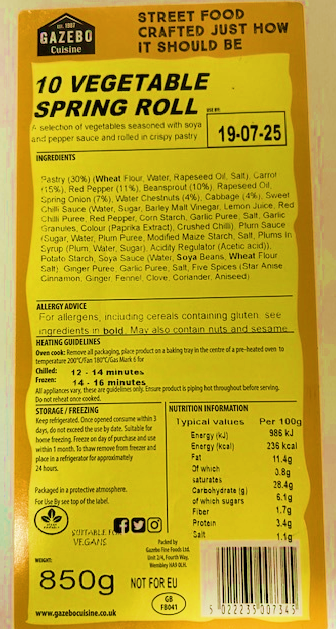 EST. 1987
GAZEBO
Cuisine
STREET FOOD
CRAFTED JUST HOW
IT SHOULD BE
10 VEGETABLE
SPRING ROLL
USE BY:
19-07-25
A selection of vegetables seasoned with soya
and pepper sauce and rolled in crispy pastry
INGREDIENTS
Pastry (30%) (Wheat Flour, Water, Rapeseed Oil, Salt), Carrot
(15%), Red Pepper (11%), Beansprout (10%), Rapeseed Oil,
Spring Onion (7%), Water Chestnuts (4%), Cabbage (4%), Sweet
Chilli Sauce (Water, Sugar, Barley Malt Vinegar, Lemon Juice, Red
Chilli Puree, Red Pepper, Corn Starch, Garlic Puree, Salt, Garlic
Granules, Colour (Paprika Extract), Crushed Chilli), Plum Sauce
(Sugar, Water, Plum Puree, Modified Maize Starch, Salt, Plums In
Syrup (Plum, Water, Sugar), Acidity Regulator (Acetic acid)),
Potato Starch, Soya Sauce (Water, Soya Beans, Wheat Flour
Salt), Ginger Puree, Garlic Puree, Salt, Five Spices (Star Anise
Cinnamon, Ginger, Fennel, Clove, Coriander, Aniseed)
ALLERGY ADVICE
For allergens, including cereals containing gluten, see
ingredients in bold. May also contain nuts and sesame
HEATING GUIDELINES
Oven cook: Remove all packaging, place product on a baking tray in the centre of a pre-heated oven to
temperature 200°C/Fan 180°C/Gas Mark 6 for
Chilled: 12 - 14 minutes
Frozen: 14 - 16 minutes
All appliances vary, these are guidelines only. Ensure product is piping hot throughout before serving.
Do not reheat once cooked.
STORAGE / FREEZING
Keep refrigerated. Once opened consume within 3
days, do not exceed the use by date. Suitable for
home freezing. Freeze on day of purchase and use
within 1 month. To thaw remove from freezer and
place in a refrigerator for approximately
24 hours.
Packaged in a protective atmosphere.
For Use By see top of the label.
SUITABLE FOR
VEGANS
NUTRITION INFORMATION
Typical values Per 100g
Energy (kJ) 986 kJ
Energy (kcal) 236 kcal
Fat 11.4g
Of which
saturates 3.8g
Carbohydrate (g) 28.4g
of which sugars 6.1g
Fiber 1.7g
Protein 3.4g
Salt 1.1g
Packed by
Gazebo Fine Foods Ltd.
Unit 3/4, Fourth Way,
Wembley HA9 0LH.
WEIGHT:
850g
NOT FOR EU
GB
FB041
www.gazebocuisine.co.uk
5 022235 007345